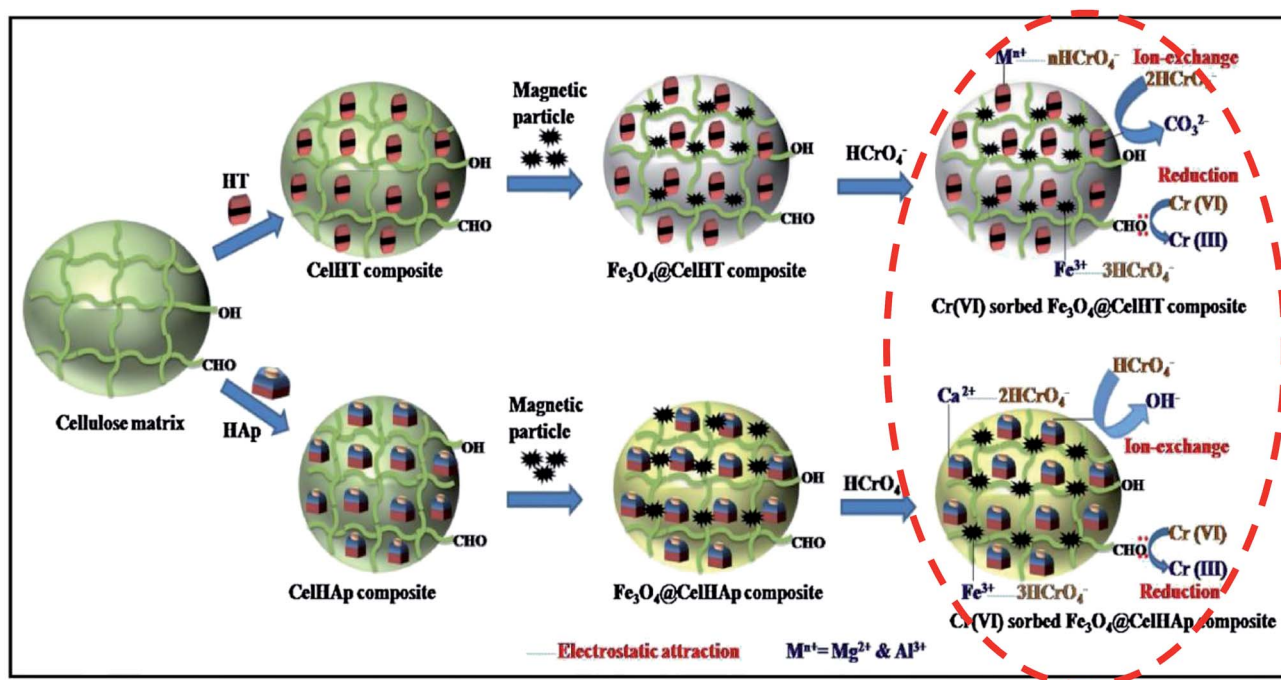 HT
OH
CHO
Cellulose matrix
HAp
OH
CHO
CelHT composite
OH
CHO
CelHAp composite
Magnetic
particle
Magnetic
particle
OH
CHO
Fe₃O₄@CelHT composite
OH
CHO
Fe₃O₄@CelHAp composite
HCrO₄⁻
HCrO₄⁻
Mⁿ⁺ nHCrO₄⁻
Ion-exchange
2HCrO₄⁻
CO₃²⁻
OH
Reduction
CHO
Cr (VI)
Cr (III)
Fe³⁺ 3HCrO₄⁻
Cr(VI) sorbed Fe₃O₄@CelHT composite
HCrO₄⁻
Ca²⁺ 2HCrO₄⁻
OH⁻
Ion-exchange
OH
CHO
Cr (VI)
Cr (III)
Fe³⁺ 3HCrO₄⁻
Reduction
Cr(VI) sorbed Fe₃O₄@CelHAp composite
Electrostatic attraction
Mⁿ⁺= Mg²⁺ & Al³⁺